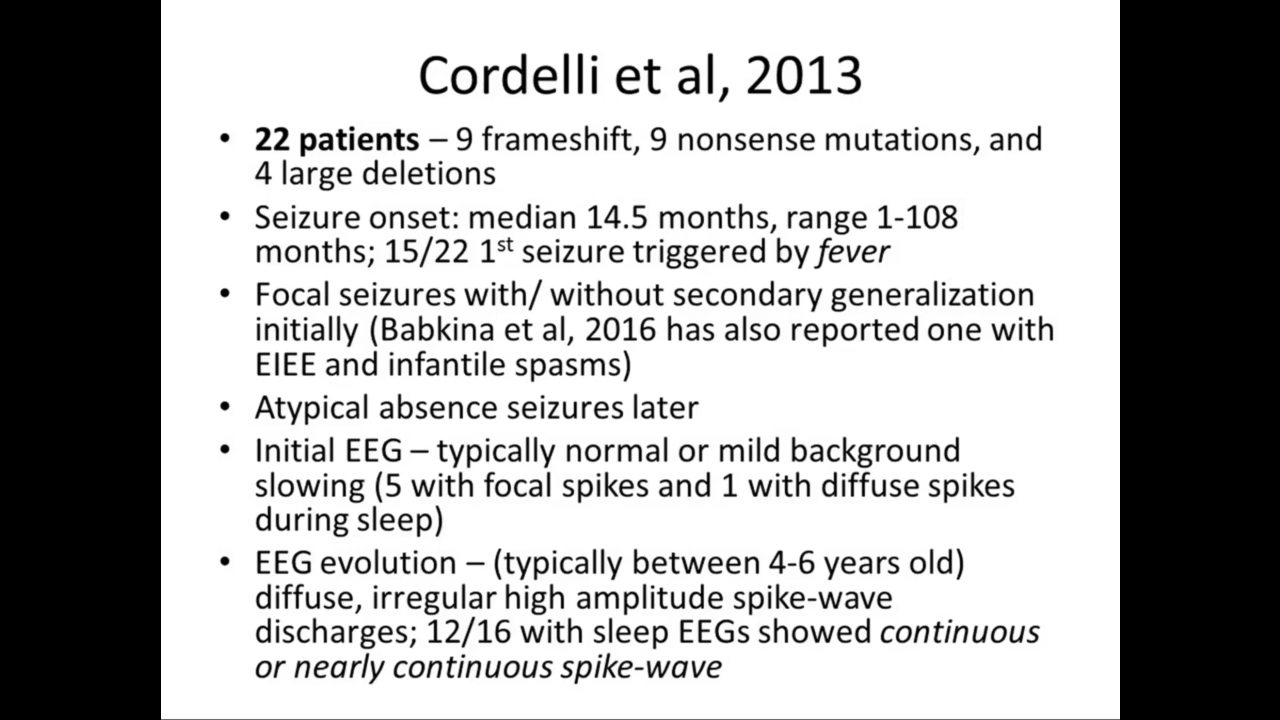 Cordelli et al, 2013
• 22 patients – 9 frameshift, 9 nonsense mutations, and
4 large deletions
• Seizure onset: median 14.5 months, range 1-108
months; 15/22 1st seizure triggered by fever
• Focal seizures with/ without secondary generalization
initially (Babkina et al, 2016 has also reported one with
EIEE and infantile spasms)
• Atypical absence seizures later
• Initial EEG – typically normal or mild background
slowing (5 with focal spikes and 1 with diffuse spikes
during sleep)
• EEG evolution – (typically between 4-6 years old)
diffuse, irregular high amplitude spike-wave
discharges; 12/16 with sleep EEGs showed continuous
or nearly continuous spike-wave